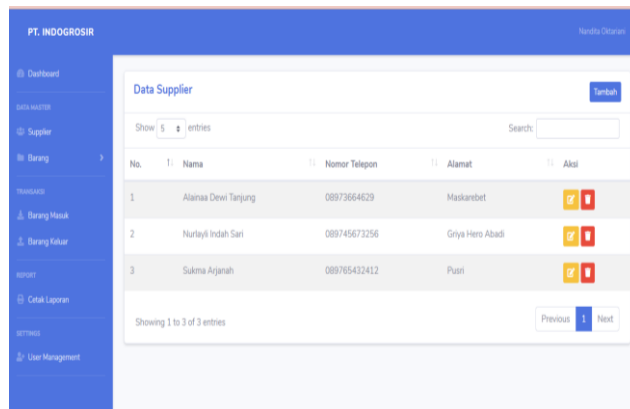 PT. INDOGROSIR
Nandita Oktariani
Dashboard
DATA MASTER
Supplier
Barang
TRANSAKSI
Barang Masuk
Barang Keluar
REPORT
Cetak Laporan
SETTINGS
User Management
Data Supplier
Tambah
Show 5 entries
Search:
No. Nama Nomor Telepon Alamat Aksi
1 Alainaa Dewi Tanjung 08973664629 Maskarebet
2 Nurlayli Indah Sari 089745673256 Griya Hero Abadi
3 Sukma Arjanah 089765432412 Pusri
Showing 1 to 3 of 3 entries
Previous 1 Next